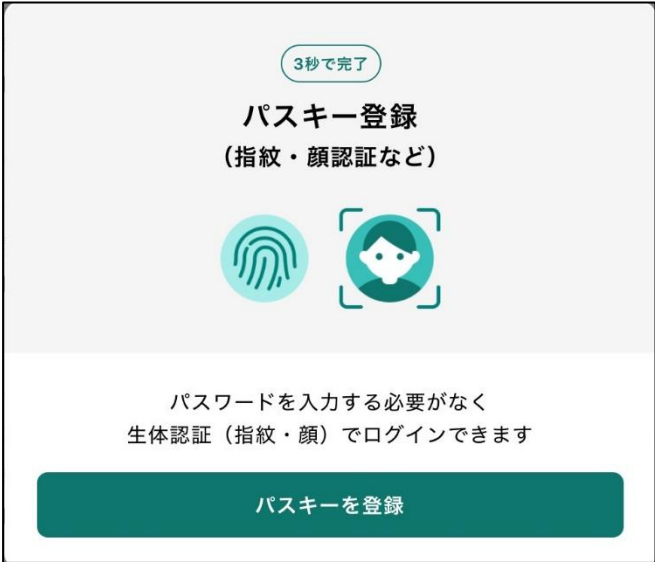 3秒で完了
パスキー登録
（指紋・顔認証など）
パスワードを入力する必要がなく
生体認証（指紋・顔）でログインできます
パスキーを登録